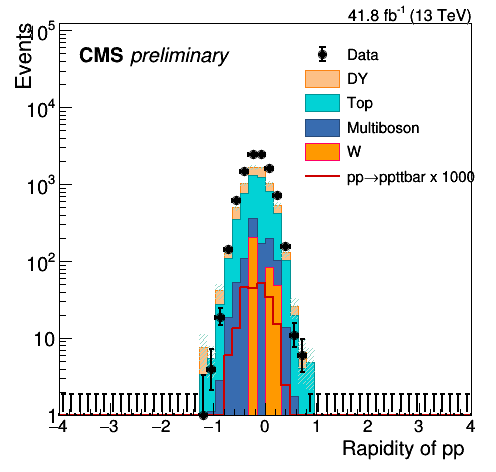 41.8 fb⁻¹ (13 TeV)
Events
CMS preliminary
Data
DY
Top
Multiboson
W
pp→ppttbar x 1000
10⁵
10⁴
10³
10²
10
1
−4 −3 −2 −1 0 1 2 3 4
Rapidity of pp